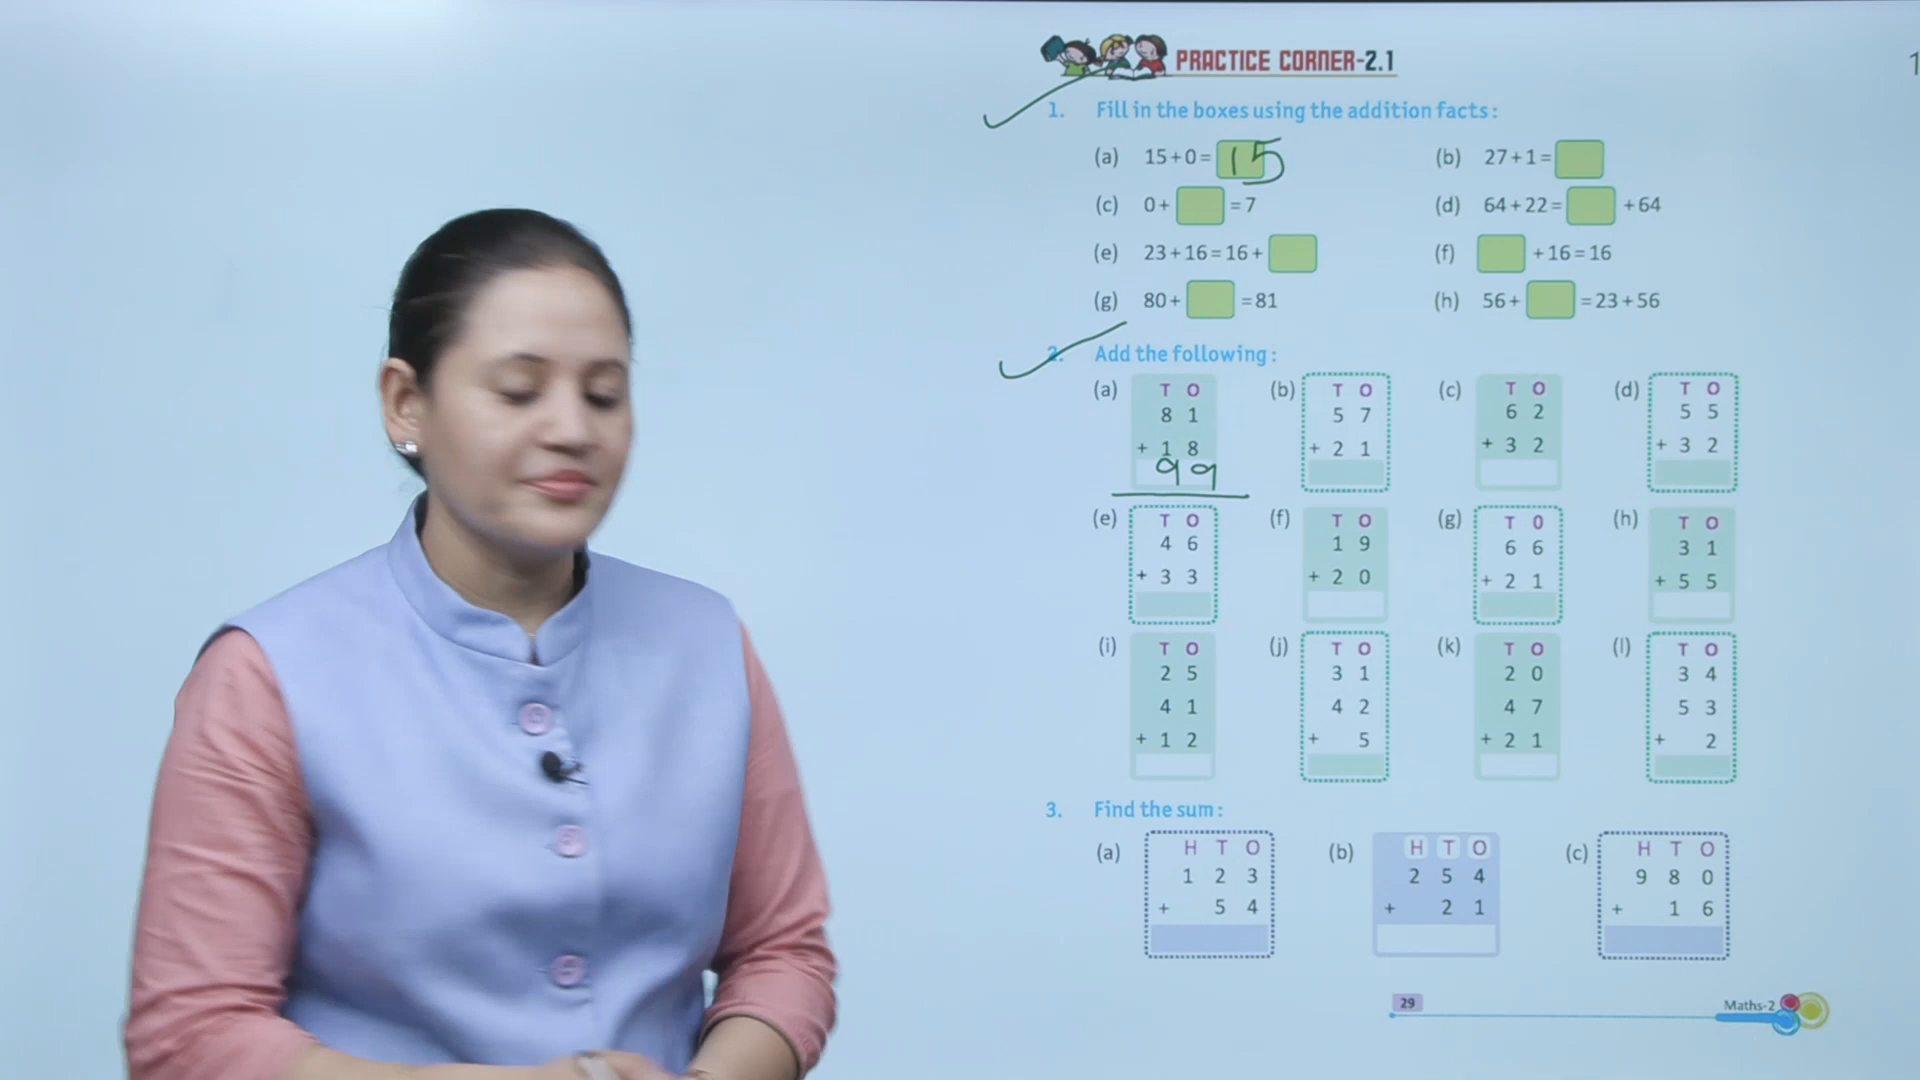 PRACTICE CORNER-2.1
1
1. Fill in the boxes using the addition facts :
(a) 15 + 0 = 15 (b) 27 + 1 =
(c) 0 + = 7 (d) 64 + 22 = + 64
(e) 23 + 16 = 16 + (f) + 16 = 16
(g) 80 + = 81 (h) 56 + = 23 + 56
2. Add the following :
(a) (b) (c) (d)
T O T O T O T O
8 1 5 7 6 2 5 5
+ 1 8 + 2 1 + 3 2 + 3 2
99
(e) (f) (g) (h)
T O T O T O T O
4 6 1 9 6 6 3 1
+ 3 3 + 2 0 + 2 1 + 5 5
(i) (j) (k) (l)
T O T O T O T O
2 5 3 1 2 0 3 4
4 1 4 2 4 7 5 3
+ 1 2 + 5 + 2 1 + 2
3. Find the sum :
(a) (b) (c)
H T O H T O H T O
1 2 3 2 5 4 9 8 0
+ 5 4 + 2 1 + 1 6
29 Maths-2